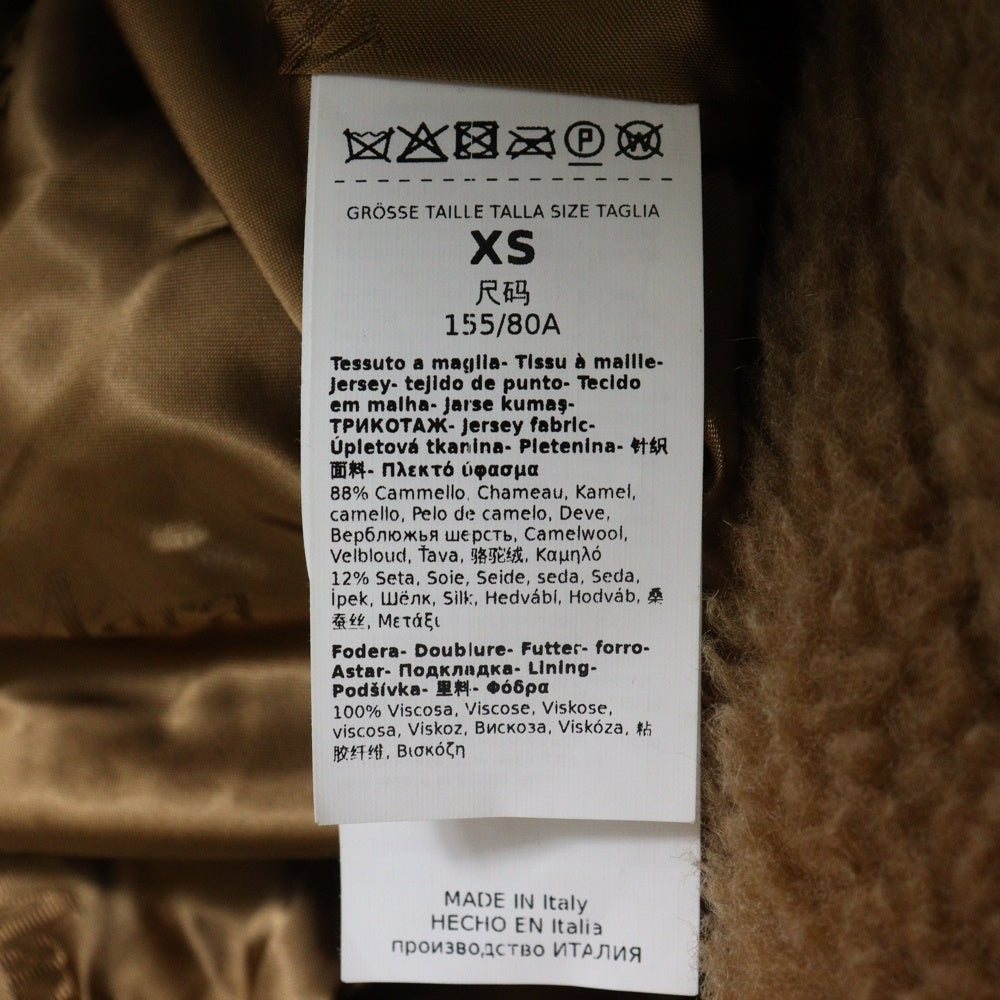 GRÖSSE TAILLE TALLA SIZE TAGLIA
XS
尺码
155/80A
Tessuto a maglia- Tissu à maille-
Jersey- tejido de punto- Tecido
em malha- Jarse kumaş-
ТРИКОТАЖ- Jersey fabric-
Úpletová tkanina- Pletenina- 针织
面料- Πλεκτό ύφασμα
88% Cammello, Chameau, Kamel,
camello, Pelo de camelo, Deve,
Верблюжья шерсть, Camelwool,
Velbloud, Ťava, 骆驼绒, Καμηλό
12% Seta, Soie, Seide, seda, Seda,
İpek, Шёлк, Silk, Hedvábí, Hodváb, 桑
蚕丝, Μετάξι
Fodera- Doublure- Futter- forro-
Astar- Подкладка- Lining-
Podšívka- 里料- Φόδρα
100% Viscosa, Viscose, Viskose,
viscosa, Viskoz, Вискоза, Viskóza, 粘
胶纤维, Βισκόζη
MADE IN Italy
HECHO EN Italia
производство ИТАЛИЯ